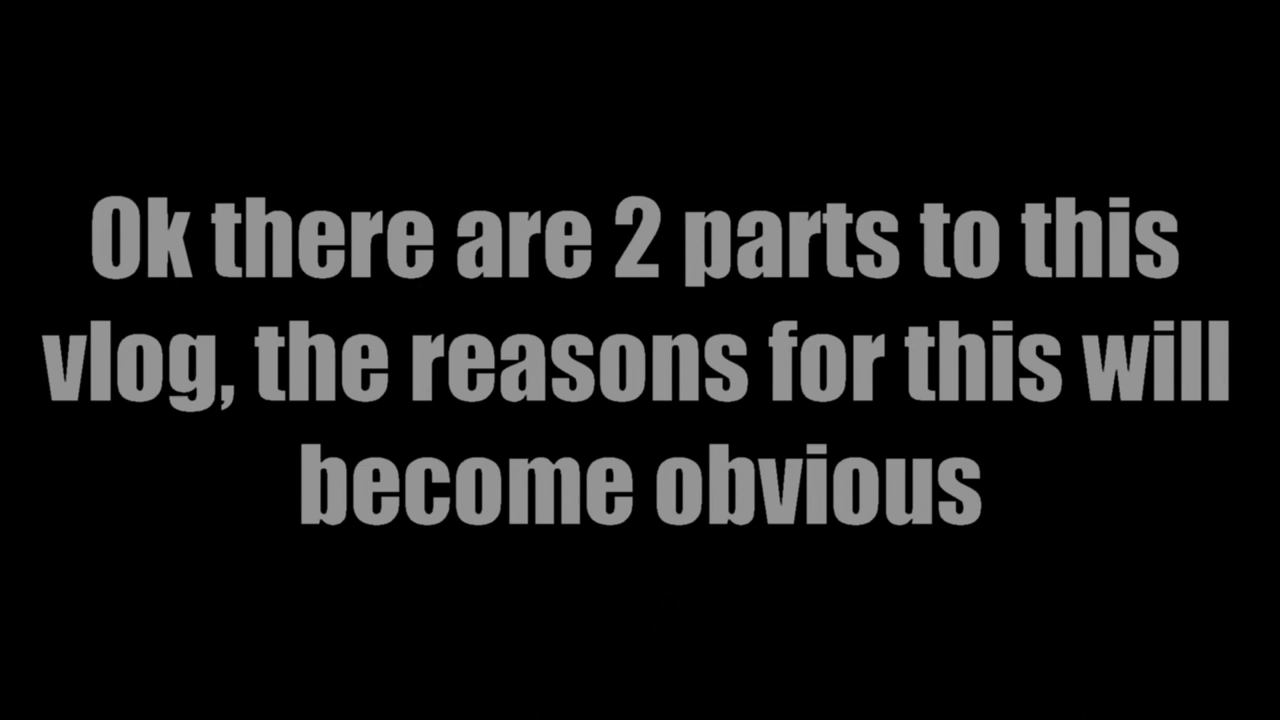 Ok there are 2 parts to this
vlog, the reasons for this will
become obvious